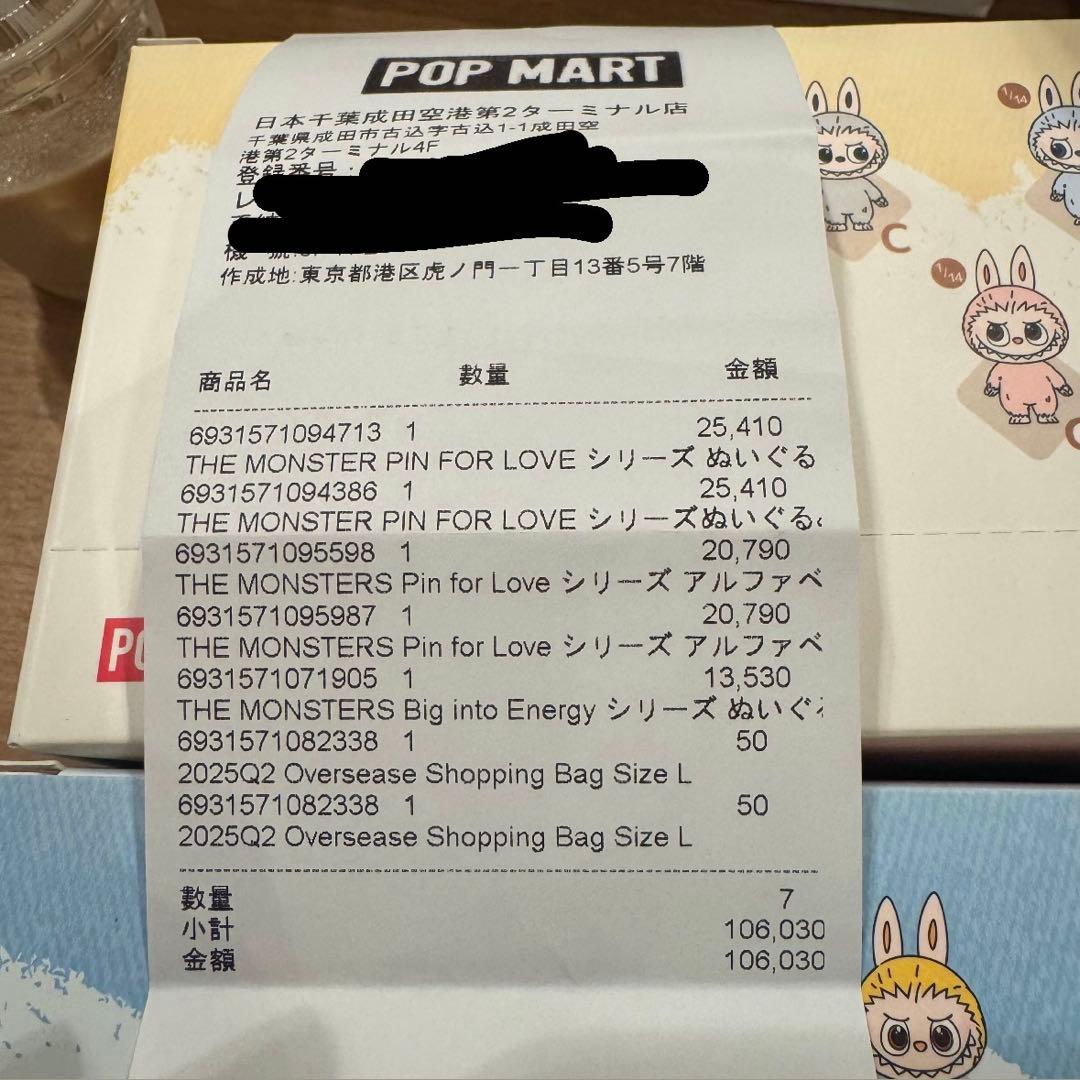 POP MART
日本千葉成田空港第2ターミナル店
千葉県成田市古込字古込1-1成田空
港第2ターミナル4F
登録番号:
レ
作成地:東京都港区虎ノ門一丁目13番5号7階
商品名 數量 金額
6931571094713 1 25,410
THE MONSTER PIN FOR LOVE シリーズ ぬいぐる
6931571094386 1 25,410
THE MONSTER PIN FOR LOVE シリーズぬいぐる
6931571095598 1 20,790
THE MONSTERS Pin for Love シリーズ アルファベ
6931571095987 1 20,790
THE MONSTERS Pin for Love シリーズ アルファベ
6931571071905 1 13,530
THE MONSTERS Big into Energy シリーズ ぬいぐ
6931571082338 1 50
2025Q2 Oversease Shopping Bag Size L
6931571082338 1 50
2025Q2 Oversease Shopping Bag Size L
數量 7
小計 106,030
金額 106,030
1/14
C
1/14
PO